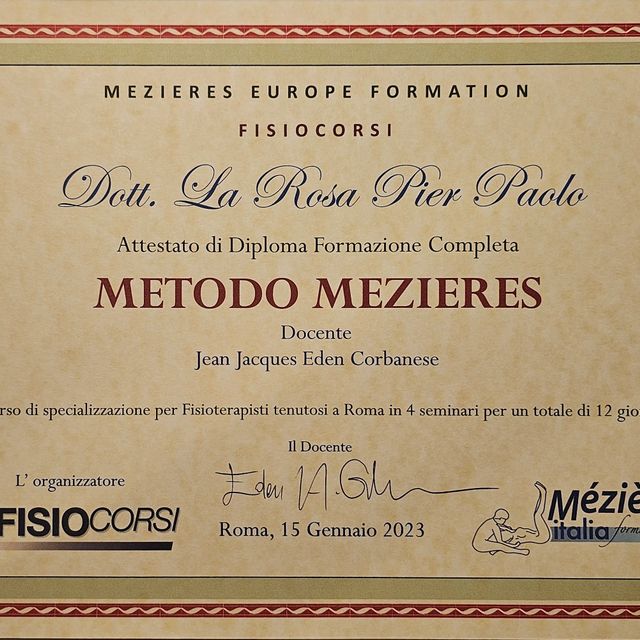 MEZIERES EUROPE FORMATION
FISIOCORSI
Dott. La Rosa Pier Paolo
Attestato di Diploma Formazione Completa
METODO MEZIERES
Docente
Jean Jacques Eden Corbanese
rso di specializzazione per Fisioterapisti tenutosi a Roma in 4 seminari per un totale di 12 gio
Il Docente
L' organizzatore
Eden
FISIOCORSI
Roma, 15 Gennaio 2023
Méziè
italia form